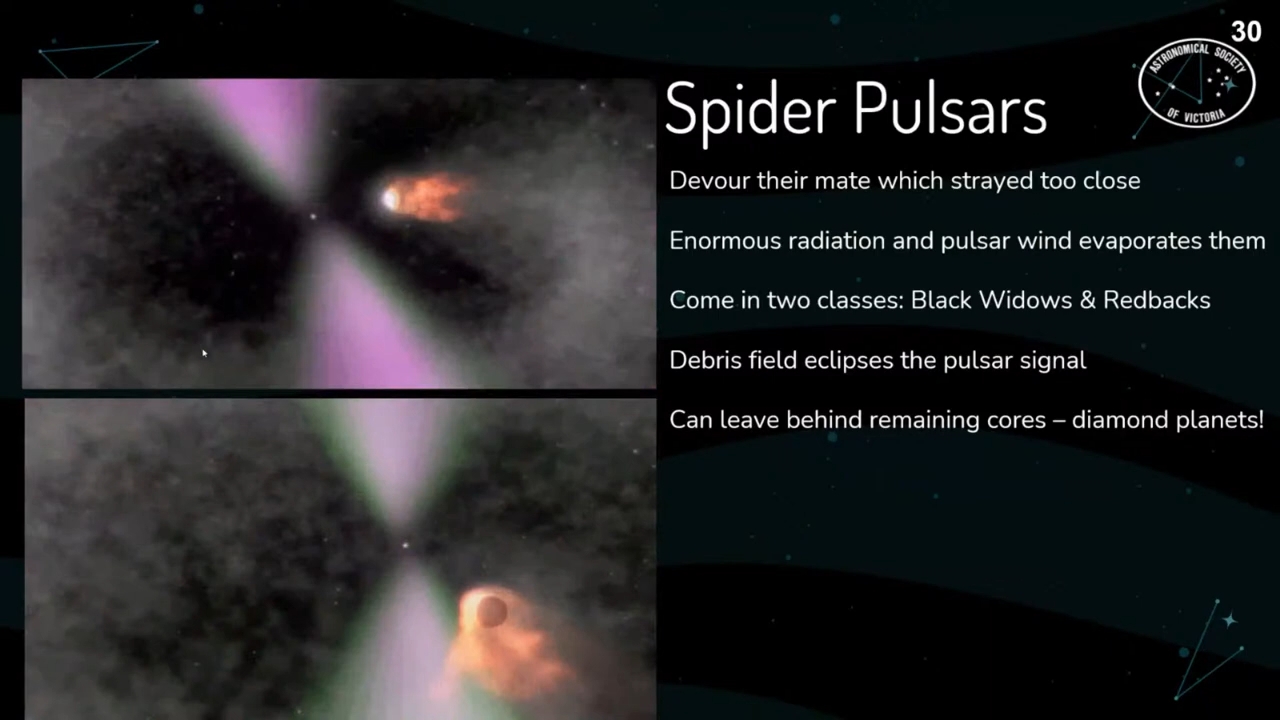 30
ASTRONOMICAL SOCIETY
OF VICTORIA
Spider Pulsars
Devour their mate which strayed too close
Enormous radiation and pulsar wind evaporates them
Come in two classes: Black Widows & Redbacks
Debris field eclipses the pulsar signal
Can leave behind remaining cores – diamond planets!